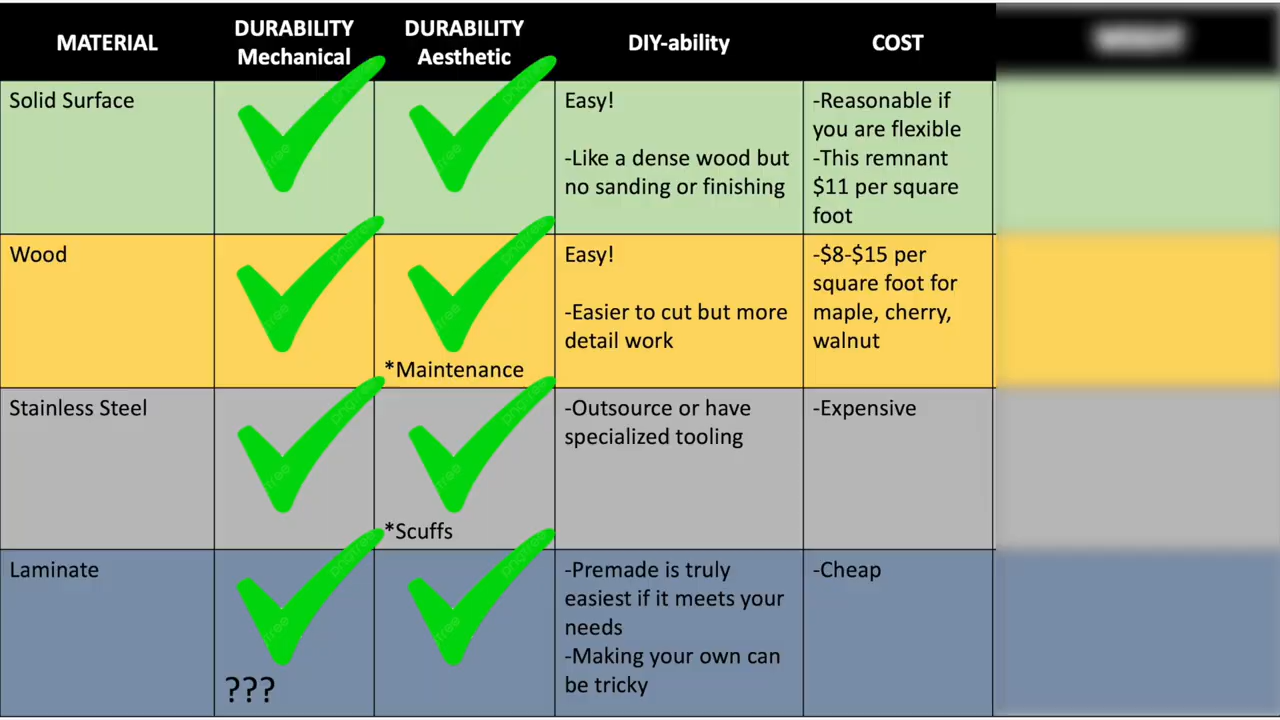 MATERIAL
DURABILITY
Mechanical
DURABILITY
Aesthetic
DIY-ability
COST
Solid Surface
Easy!
-Like a dense wood but
no sanding or finishing
-Reasonable if
you are flexible
-This remnant
$11 per square
foot
Wood
*Maintenance
Easy!
-Easier to cut but more
detail work
-$8-$15 per
square foot for
maple, cherry,
walnut
Stainless Steel
*Scuffs
-Outsource or have
specialized tooling
-Expensive
Laminate
???
-Premade is truly
easiest if it meets your
needs
-Making your own can
be tricky
-Cheap